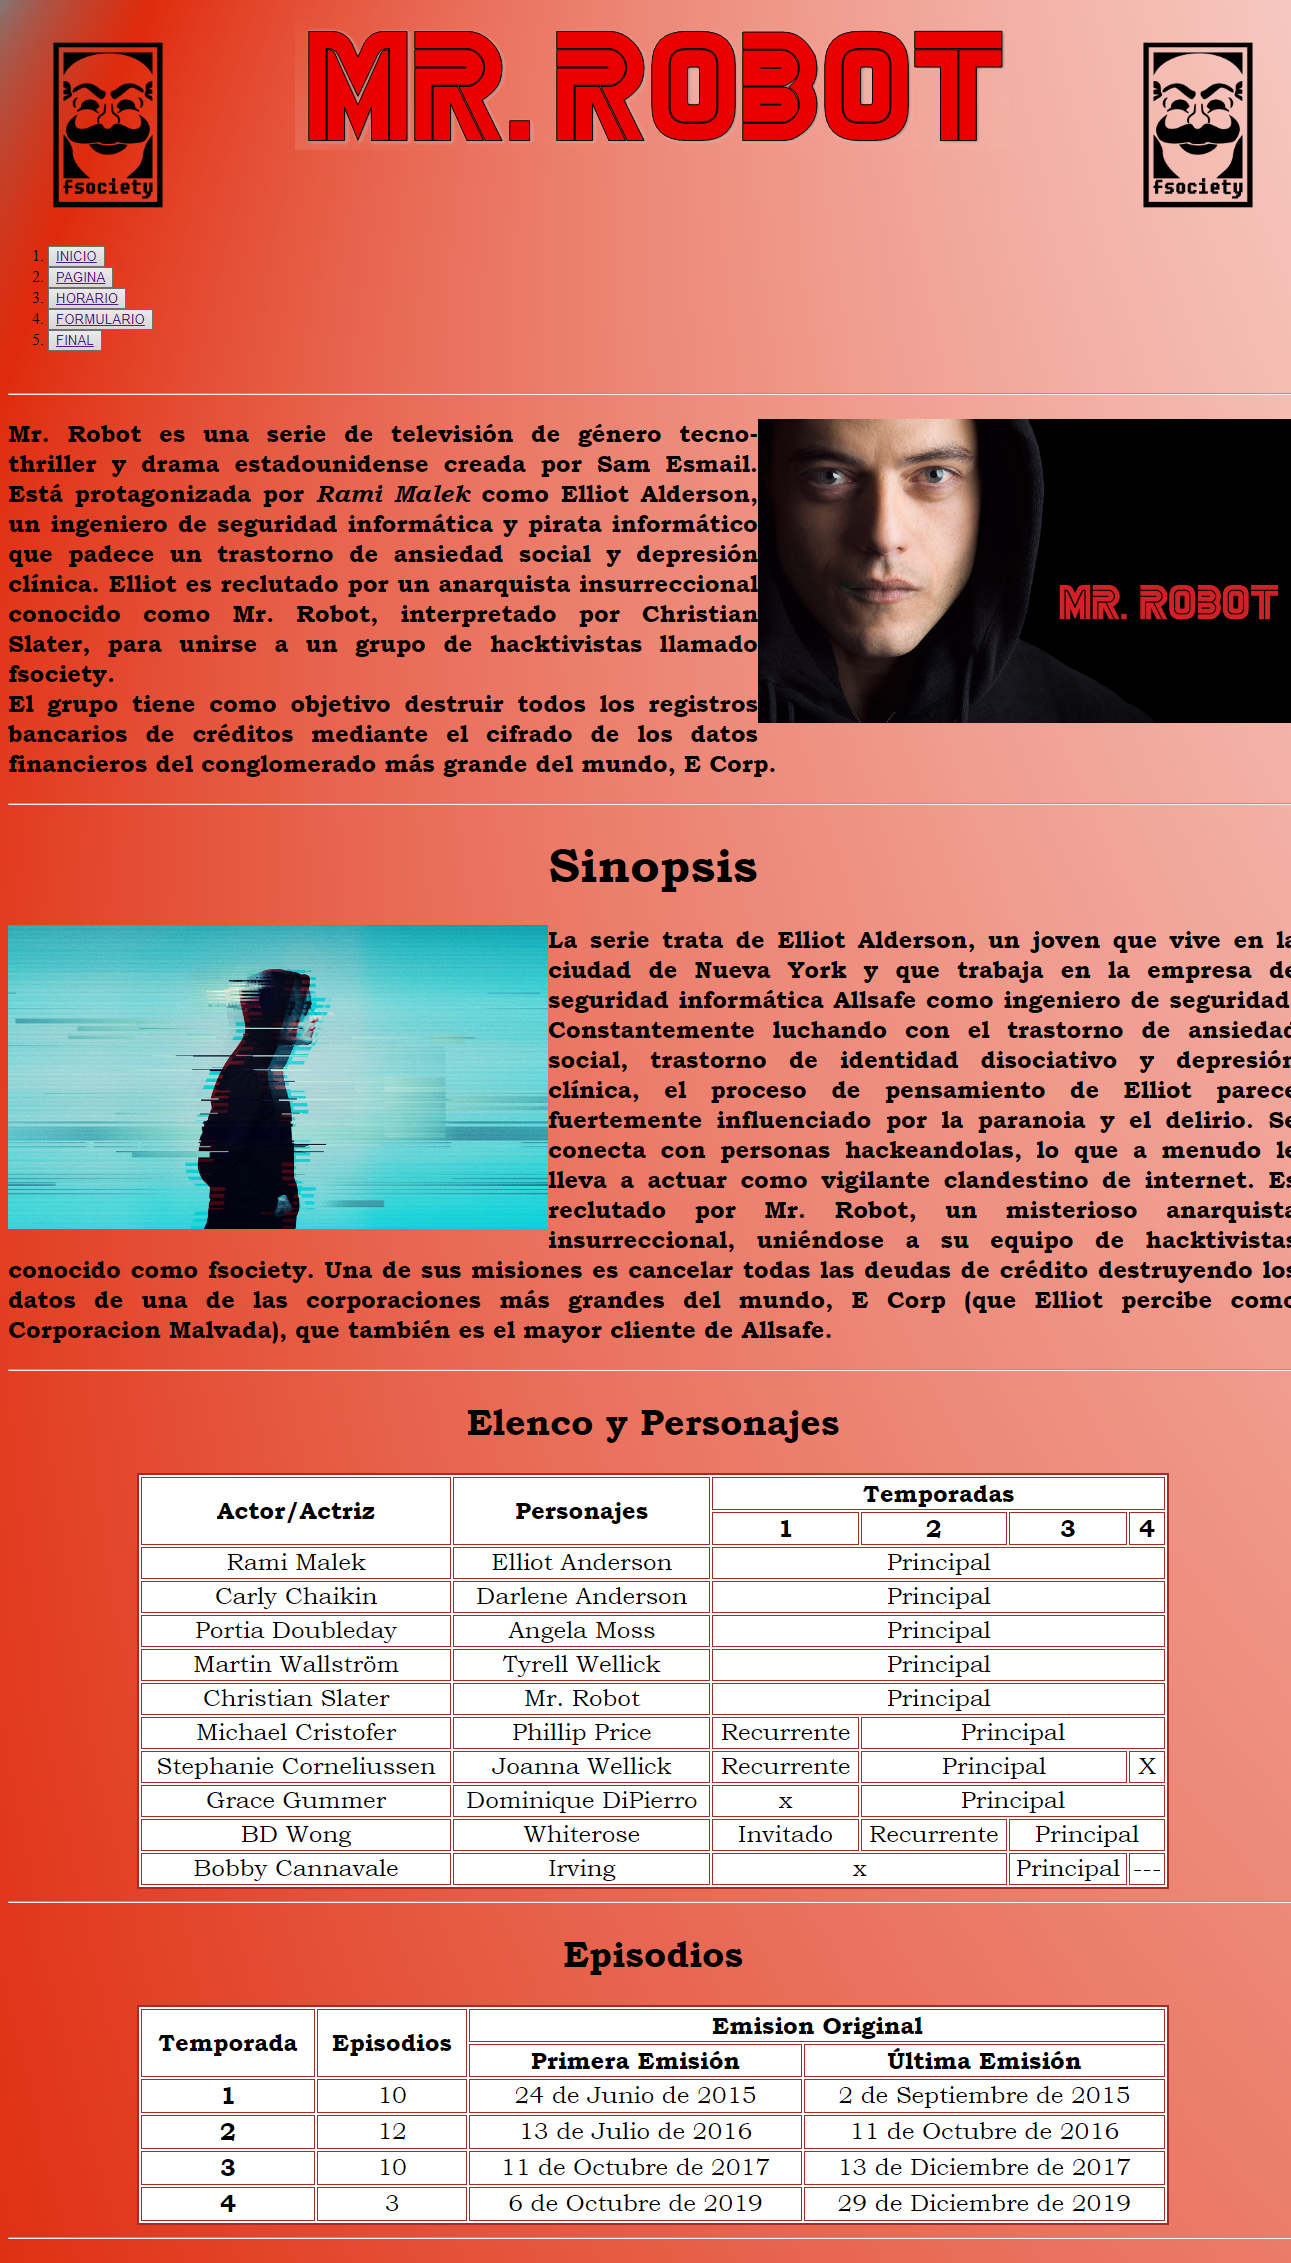 MR. ROBOT
fsociety
fsociety
1. INICIO
2. PAGINA
3. HORARIO
4. FORMULARIO
5. FINAL
Mr. Robot es una serie de televisión de género tecno-
thriller y drama estadounidense creada por Sam Esmail.
Está protagonizada por Rami Malek como Elliot Alderson,
un ingeniero de seguridad informática y pirata informático
que padece un trastorno de ansiedad social y depresión
clínica. Elliot es reclutado por un anarquista insurreccional
conocido como Mr. Robot, interpretado por Christian
Slater, para unirse a un grupo de hacktivistas llamado
fsociety.
El grupo tiene como objetivo destruir todos los registros
bancarios de créditos mediante el cifrado de los datos
financieros del conglomerado más grande del mundo, E Corp.
MR. ROBOT
Sinopsis
La serie trata de Elliot Alderson, un joven que vive en la
ciudad de Nueva York y que trabaja en la empresa de
seguridad informática Allsafe como ingeniero de seguridad.
Constantemente luchando con el trastorno de ansiedad
social, trastorno de identidad disociativo y depresión
clínica, el proceso de pensamiento de Elliot parece
fuertemente influenciado por la paranoia y el delirio. Se
conecta con personas hackeandolas, lo que a menudo le
lleva a actuar como vigilante clandestino de internet. Es
reclutado por Mr. Robot, un misterioso anarquista
insurreccional, uniéndose a su equipo de hacktivistas
conocido como fsociety. Una de sus misiones es cancelar todas las deudas de crédito destruyendo los
datos de una de las corporaciones más grandes del mundo, E Corp (que Elliot percibe como
Corporacion Malvada), que también es el mayor cliente de Allsafe.
Elenco y Personajes
Actor/Actriz Personajes Temporadas
1 2 3 4
Rami Malek Elliot Anderson Principal
Carly Chaikin Darlene Anderson Principal
Portia Doubleday Angela Moss Principal
Martin Wallström Tyrell Wellick Principal
Christian Slater Mr. Robot Principal
Michael Cristofer Phillip Price Recurrente Principal
Stephanie Corneliussen Joanna Wellick Recurrente Principal X
Grace Gummer Dominique DiPierro x Principal
BD Wong Whiterose Invitado Recurrente Principal
Bobby Cannavale Irving x Principal ---
Episodios
Temporada Episodios Emision Original
Primera Emisión Última Emisión
1 10 24 de Junio de 2015 2 de Septiembre de 2015
2 12 13 de Julio de 2016 11 de Octubre de 2016
3 10 11 de Octubre de 2017 13 de Diciembre de 2017
4 3 6 de Octubre de 2019 29 de Diciembre de 2019